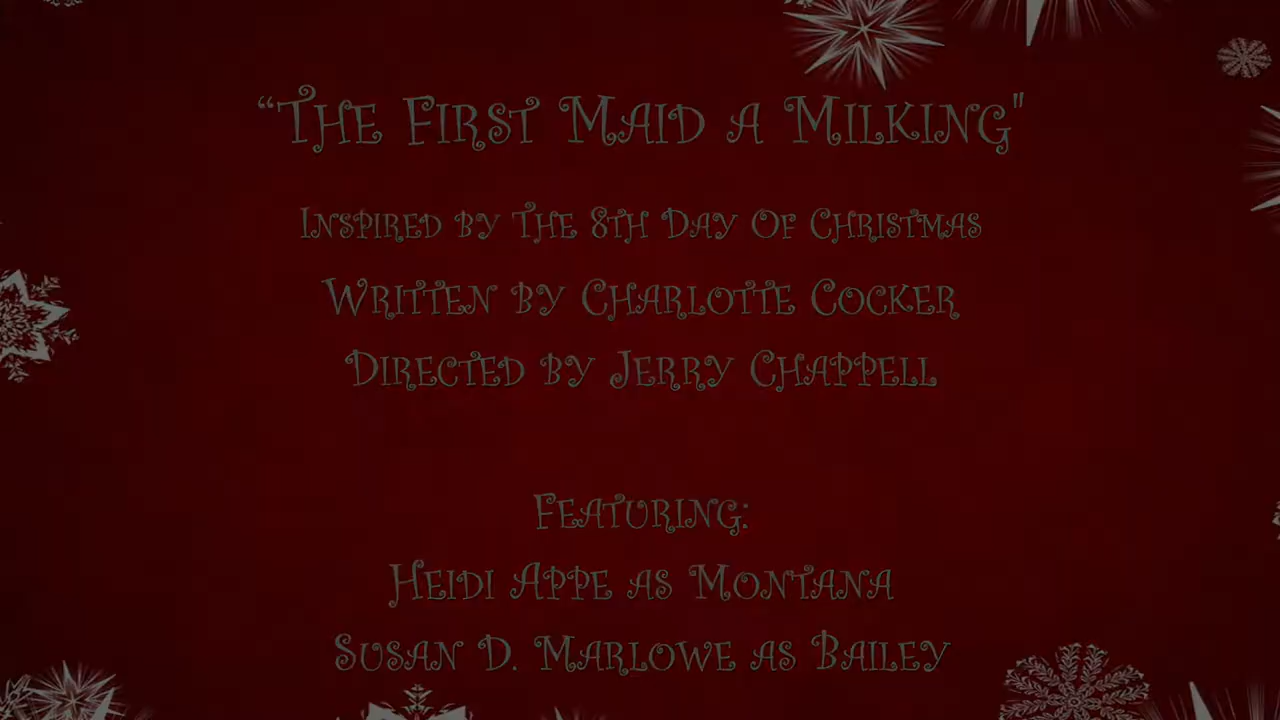 “The First Maid a Milking"
Inspired by The 8th Day Of Christmas
Written by Charlotte Cocker
Directed by Jerry Chappell
Featuring:
Heidi Appe as Montana
Susan D. Marlowe as Bailey